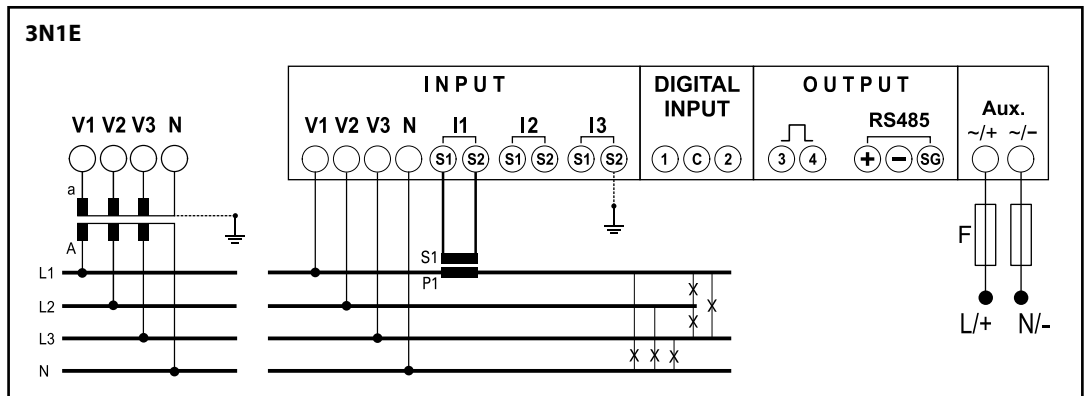 3N1E
INPUT
DIGITAL INPUT
OUTPUT
RS485
Aux.
~/+ ~/−
V1 V2 V3 N
V1 V2 V3 N
I1 I2 I3
S1 S2 S1 S2 S1 S2
1 C 2
3 4
+ − SG
a
A
S1
P1
F
L1
L2
L3
N
L/+ N/-